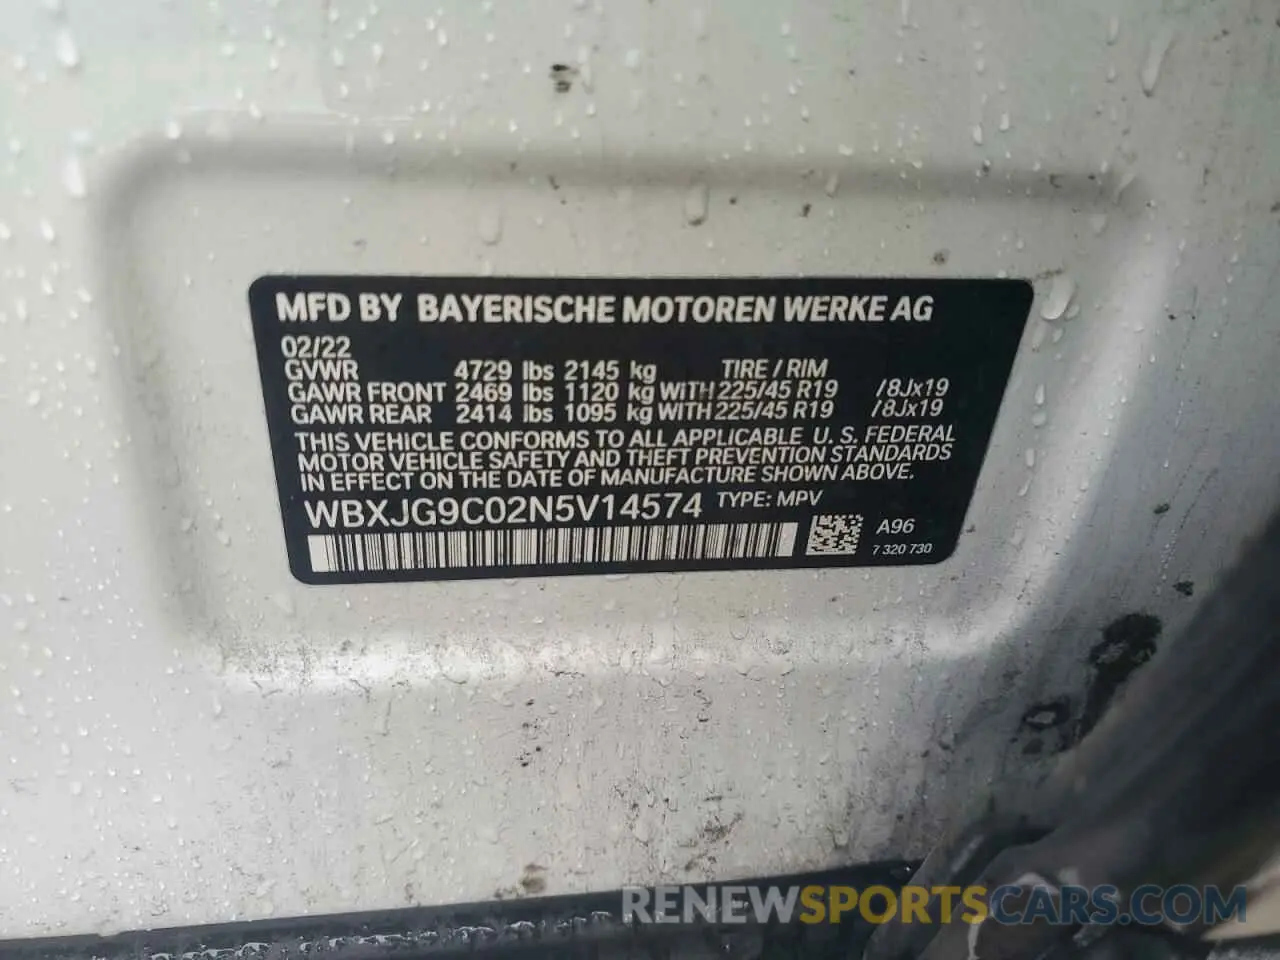 MFD BY BAYERISCHE MOTOREN WERKE AG
02/22
GVWR 4729 lbs 2145 kg TIRE / RIM
GAWR FRONT 2469 lbs 1120 kg WITH 225/45 R19 /8Jx19
GAWR REAR 2414 lbs 1095 kg WITH 225/45 R19 /8Jx19
THIS VEHICLE CONFORMS TO ALL APPLICABLE U. S. FEDERAL
MOTOR VEHICLE SAFETY AND THEFT PREVENTION STANDARDS
IN EFFECT ON THE DATE OF MANUFACTURE SHOWN ABOVE.
WBXJG9C02N5V14574 TYPE: MPV
A96
7 320 730
RENEWSPORTSCARS.COM